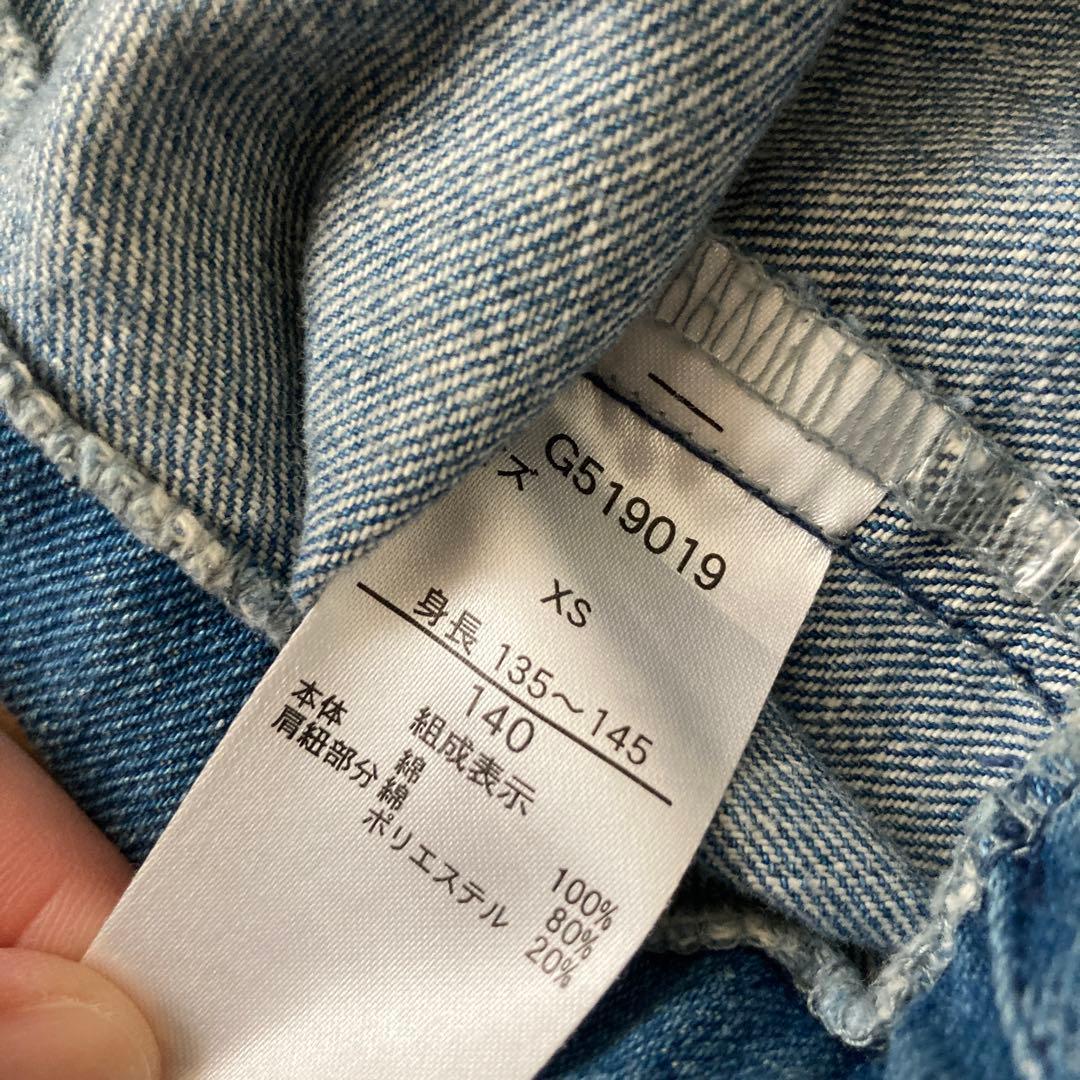 G519019
ズ
XS
身長 135～145
140
組成表示
本体 綿 100%
肩紐部分 綿 80%
ポリエステル 20%